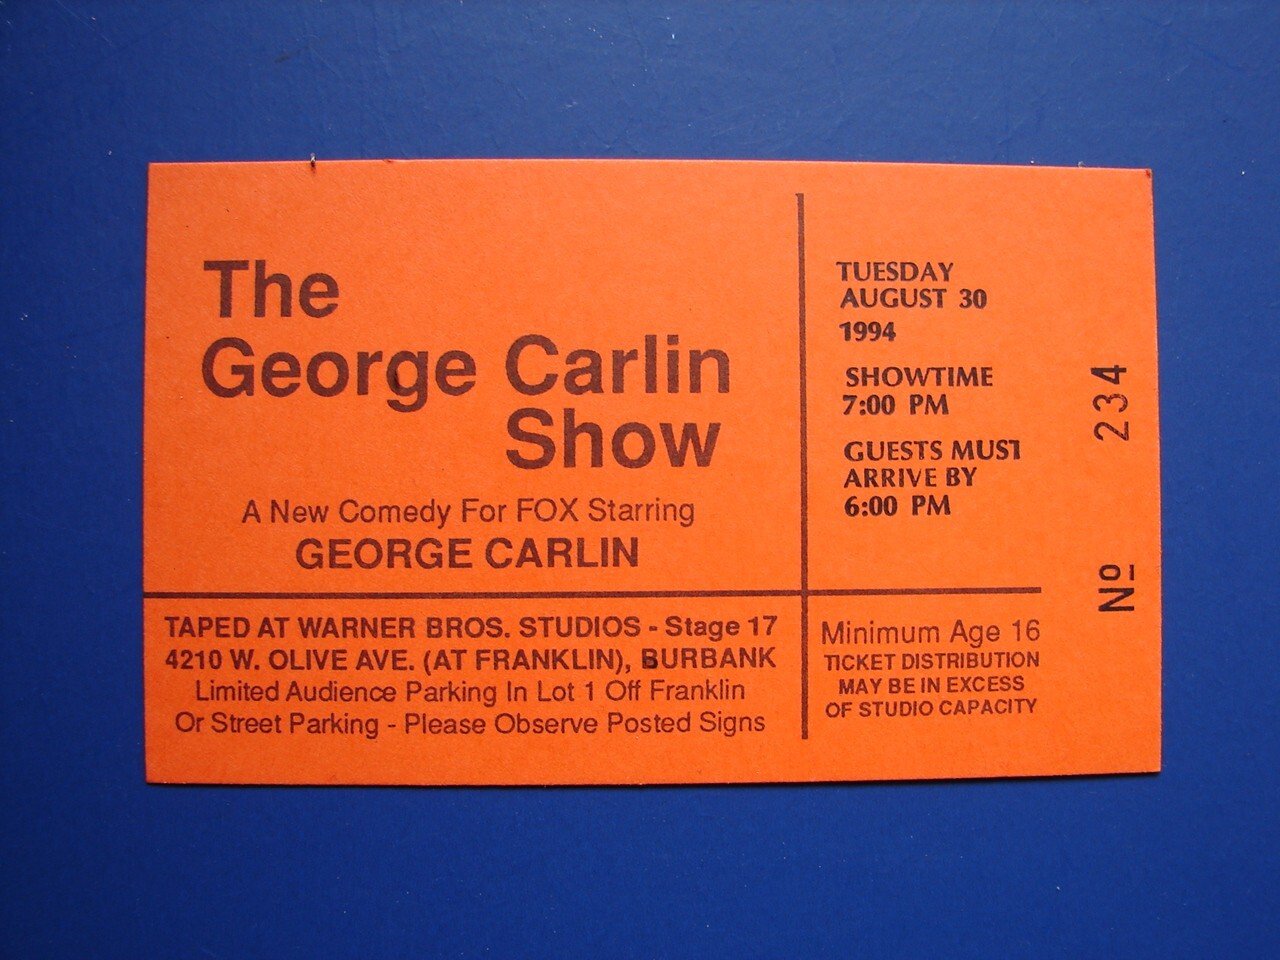 The
George Carlin
Show
A New Comedy For FOX Starring
GEORGE CARLIN
TUESDAY
AUGUST 30
1994
SHOWTIME
7:00 PM
GUESTS MUST
ARRIVE BY
6:00 PM
No 234
TAPED AT WARNER BROS. STUDIOS - Stage 17
4210 W. OLIVE AVE. (AT FRANKLIN), BURBANK
Limited Audience Parking In Lot 1 Off Franklin
Or Street Parking - Please Observe Posted Signs
Minimum Age 16
TICKET DISTRIBUTION
MAY BE IN EXCESS
OF STUDIO CAPACITY